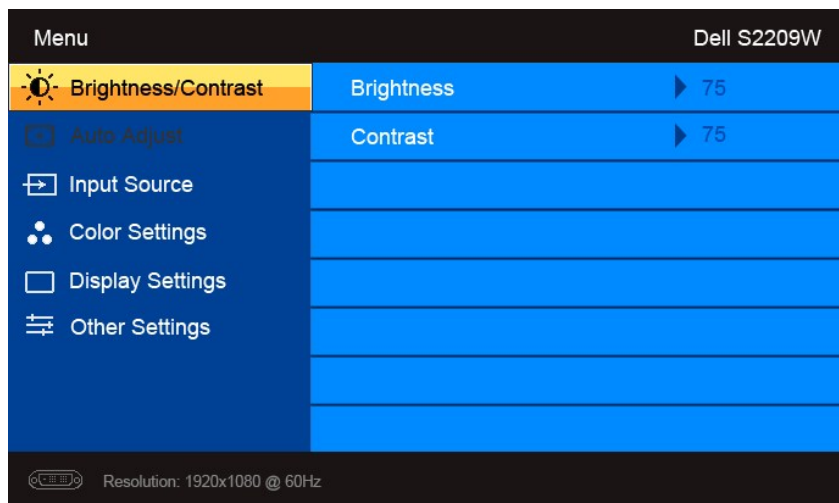 Menu Dell S2209W
Brightness/Contrast Brightness 75
Auto Adjust Contrast 75
Input Source
Color Settings
Display Settings
Other Settings
Resolution: 1920x1080 @ 60Hz